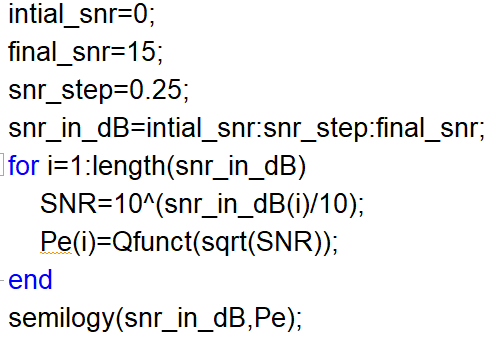 intial_snr=0;
final_snr=15;
snr_step=0.25;
snr_in_dB=intial_snr:snr_step:final_snr;
for i=1:length(snr_in_dB)
SNR=10^(snr_in_dB(i)/10);
Pe(i)=Qfunct(sqrt(SNR));
end
semilogy(snr_in_dB,Pe);